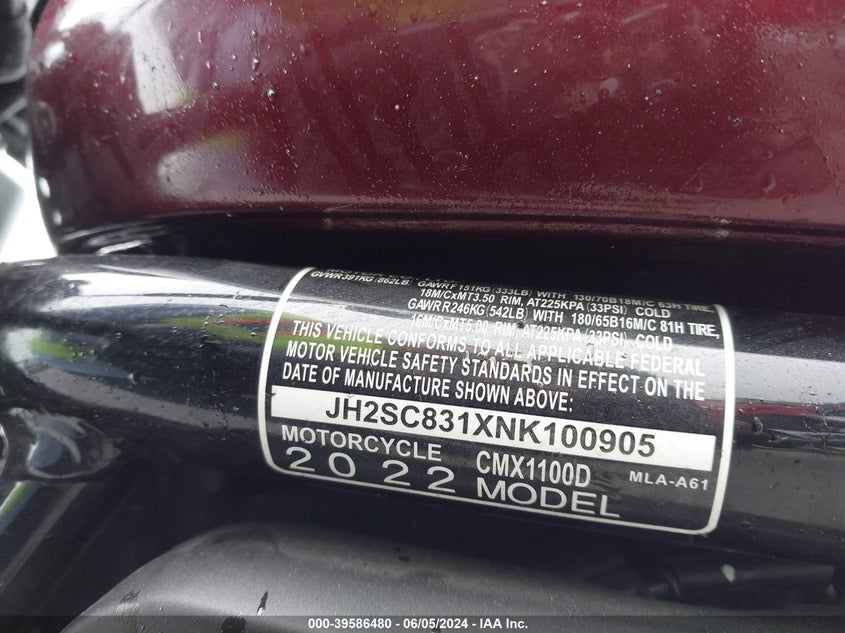 GVWR391KG(862LB) GAWRF151KG(333LB) WITH 130/70B18M/C 63H TIRE,
18M/CxMT3.50 RIM, AT225KPA(33PSI) COLD
GAWRR246KG(542LB) WITH 180/65B16M/C 81H TIRE,
16M/CxMT5.00 RIM, AT225KPA(33PSI) COLD
THIS VEHICLE CONFORMS TO ALL APPLICABLE FEDERAL
MOTOR VEHICLE SAFETY STANDARDS IN EFFECT ON THE
DATE OF MANUFACTURE SHOWN ABOVE:
JH2SC831XNK100905
MOTORCYCLE CMX1100D MLA-A61
2022 MODEL
000-39586480 - 06/05/2024 - IAA Inc.